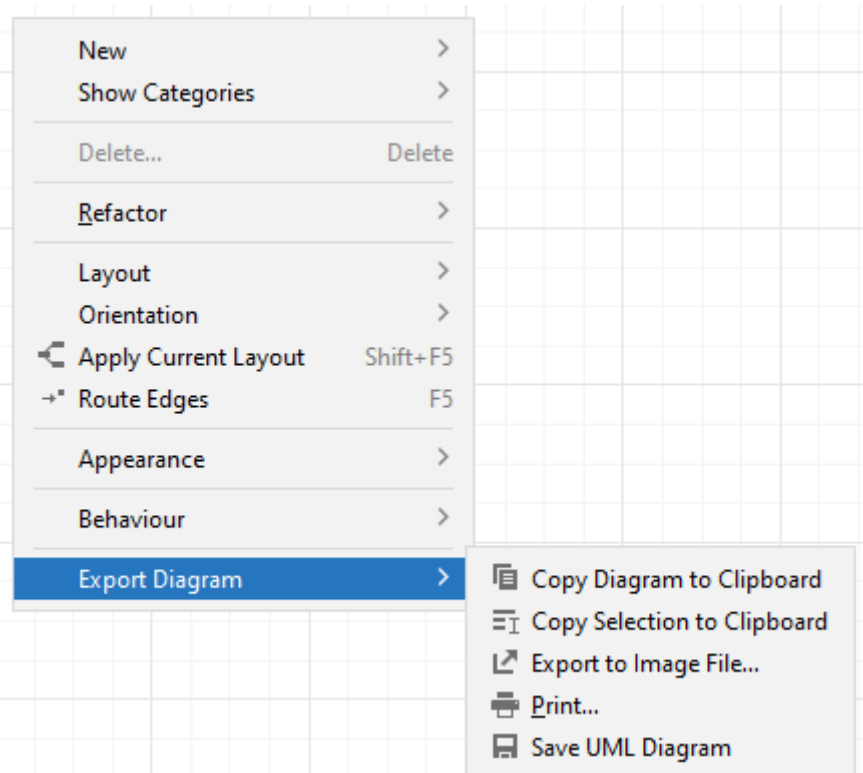 New
Show Categories
Delete... Delete
Refactor
Layout
Orientation
Apply Current Layout Shift+F5
Route Edges F5
Appearance
Behaviour
Export Diagram
Copy Diagram to Clipboard
Copy Selection to Clipboard
Export to Image File...
Print...
Save UML Diagram